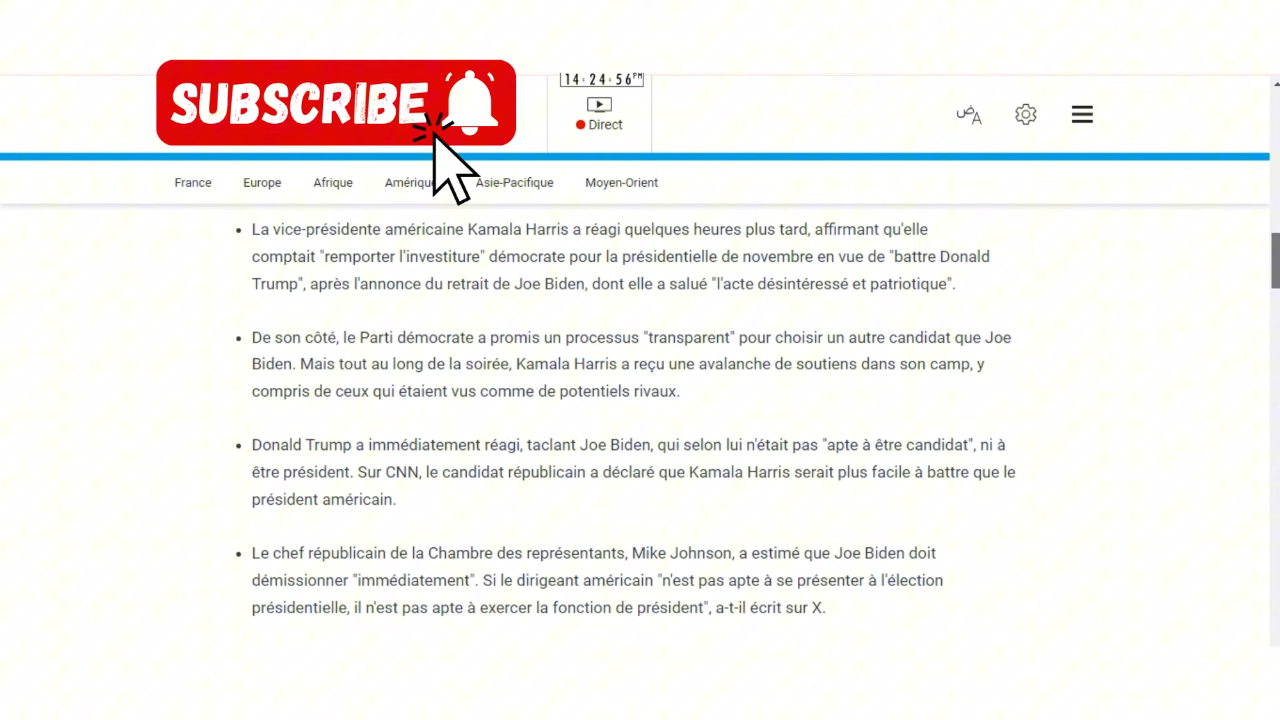 SUBSCRIBE
14:24:56PM
Direct
ض A
France Europe Afrique Amérique Asie-Pacifique Moyen-Orient
• La vice-présidente américaine Kamala Harris a réagi quelques heures plus tard, affirmant qu'elle
comptait "remporter l'investiture" démocrate pour la présidentielle de novembre en vue de "battre Donald
Trump", après l'annonce du retrait de Joe Biden, dont elle a salué "l'acte désintéressé et patriotique".
• De son côté, le Parti démocrate a promis un processus "transparent" pour choisir un autre candidat que Joe
Biden. Mais tout au long de la soirée, Kamala Harris a reçu une avalanche de soutiens dans son camp, y
compris de ceux qui étaient vus comme de potentiels rivaux.
• Donald Trump a immédiatement réagi, taclant Joe Biden, qui selon lui n'était pas "apte à être candidat", ni à
être président. Sur CNN, le candidat républicain a déclaré que Kamala Harris serait plus facile à battre que le
président américain.
• Le chef républicain de la Chambre des représentants, Mike Johnson, a estimé que Joe Biden doit
démissionner "immédiatement". Si le dirigeant américain "n'est pas apte à se présenter à l'élection
présidentielle, il n'est pas apte à exercer la fonction de président", a-t-il écrit sur X.